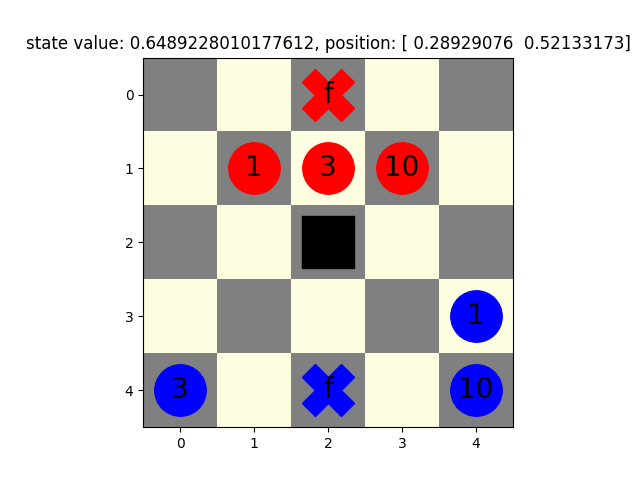 state value: 0.6489228010177612, position: [ 0.28929076  0.52133173]
0 f
1 1 3 10
2
3 1
4 3 f 10
0 1 2 3 4